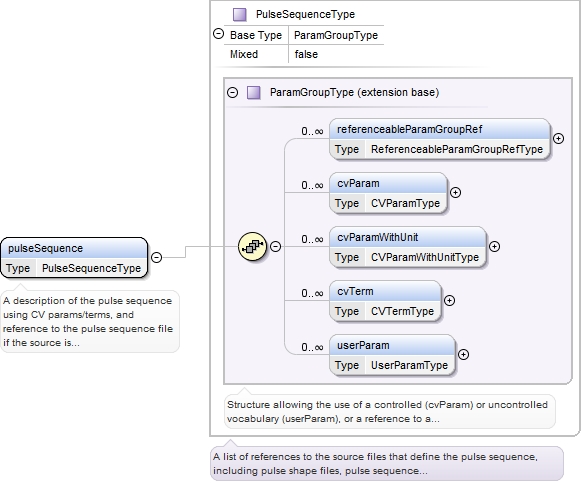 PulseSequenceType
Base Type ParamGroupType
Mixed false
ParamGroupType (extension base)
0..∞ referenceableParamGroupRef
Type ReferenceableParamGroupRefType
0..∞ cvParam
Type CVParamType
0..∞ cvParamWithUnit
Type CVParamWithUnitType
0..∞ cvTerm
Type CVTermType
0..∞ userParam
Type UserParamType
pulseSequence
Type PulseSequenceType
A description of the pulse sequence
using CV params/terms, and
reference to the pulse sequence file
if the source is...
Structure allowing the use of a controlled (cvParam) or uncontrolled
vocabulary (userParam), or a reference to a...
A list of references to the source files that define the pulse sequence,
including pulse shape files, pulse sequence...